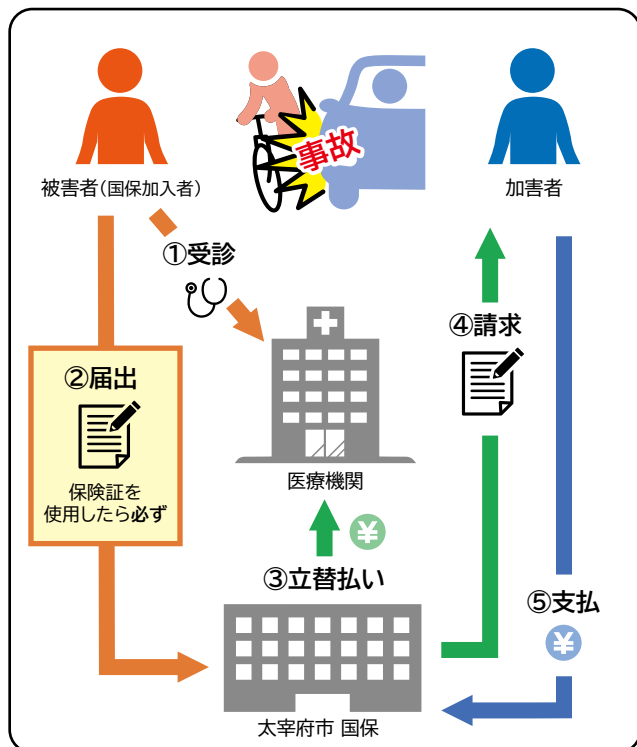 事故
被害者(国保加入者)
加害者
①受診
④請求
②届出
保険証を
使用したら必ず
医療機関
¥
③立替払い
⑤支払
¥
太宰府市 国保